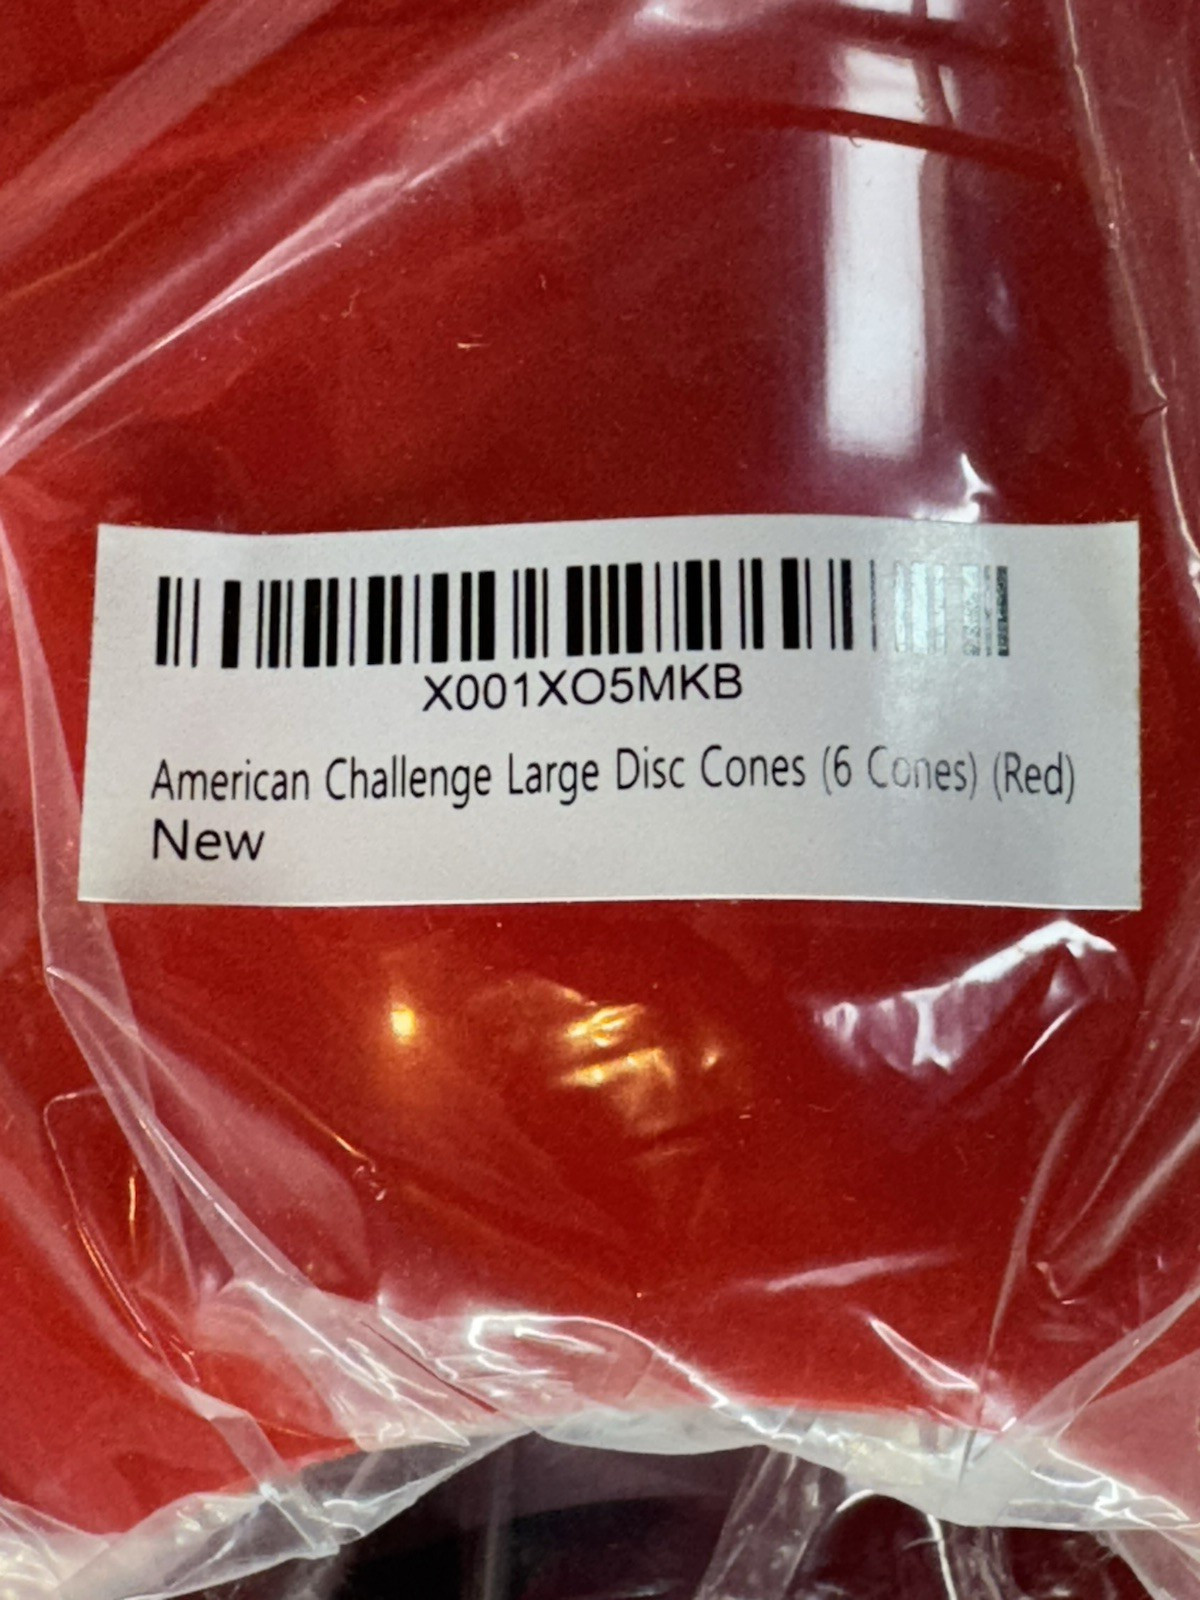 X001XO5MKB
American Challenge Large Disc Cones (6 Cones) (Red)
New